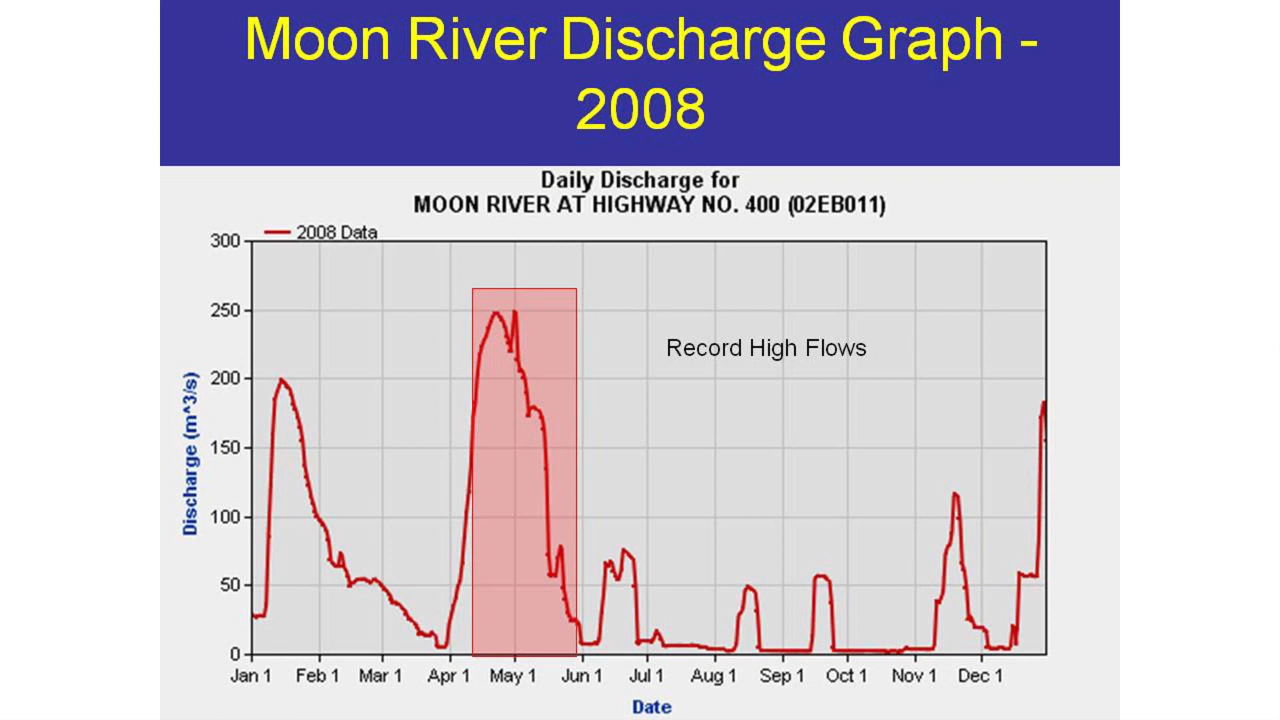 Moon River Discharge Graph -
2008
Daily Discharge for
MOON RIVER AT HIGHWAY NO. 400 (02EB011)
2008 Data
300
250
200
150
100
50
0
Discharge (m^3/s)
Record High Flows
Jan 1 Feb 1 Mar 1 Apr 1 May 1 Jun 1 Jul 1 Aug 1 Sep 1 Oct 1 Nov 1 Dec 1
Date